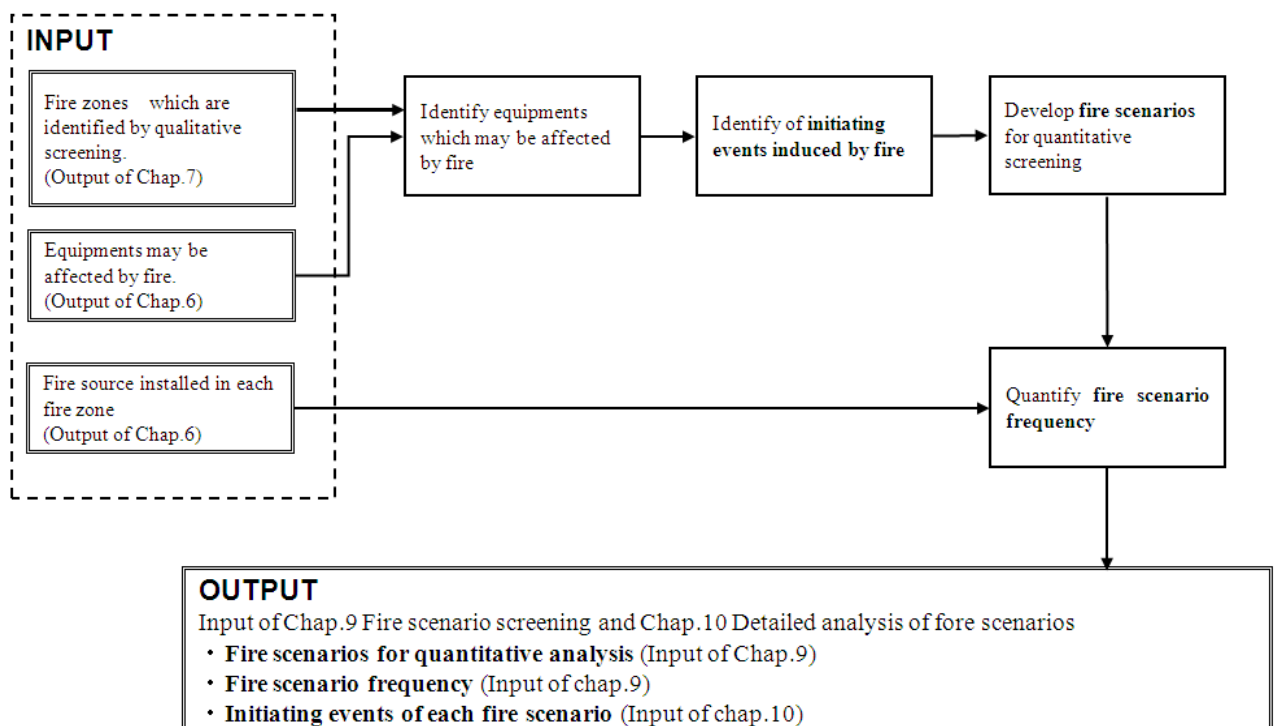 INPUT
Fire zones which are
identified by qualitative
screening.
(Output of Chap.7)
Equipments may be
affected by fire.
(Output of Chap.6)
Fire source installed in each
fire zone
(Output of Chap.6)
Identify equipments
which may be affected
by fire
Identify of initiating
events induced by fire
Develop fire scenarios
for quantitative
screening
Quantify fire scenario
frequency
OUTPUT
Input of Chap.9 Fire scenario screening and Chap.10 Detailed analysis of fore scenarios
・Fire scenarios for quantitative analysis (Input of Chap.9)
・Fire scenario frequency (Input of chap.9)
・Initiating events of each fire scenario (Input of chap.10)